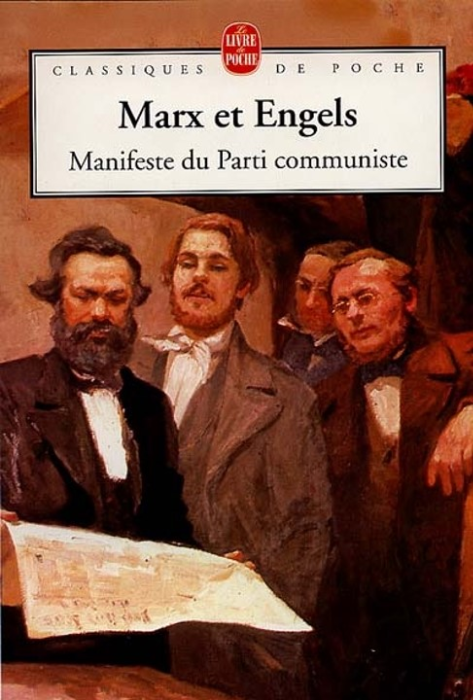 Le
LIVRE
de
POCHE
CLASSIQUES DE POCHE
Marx et Engels
Manifeste du Parti communiste